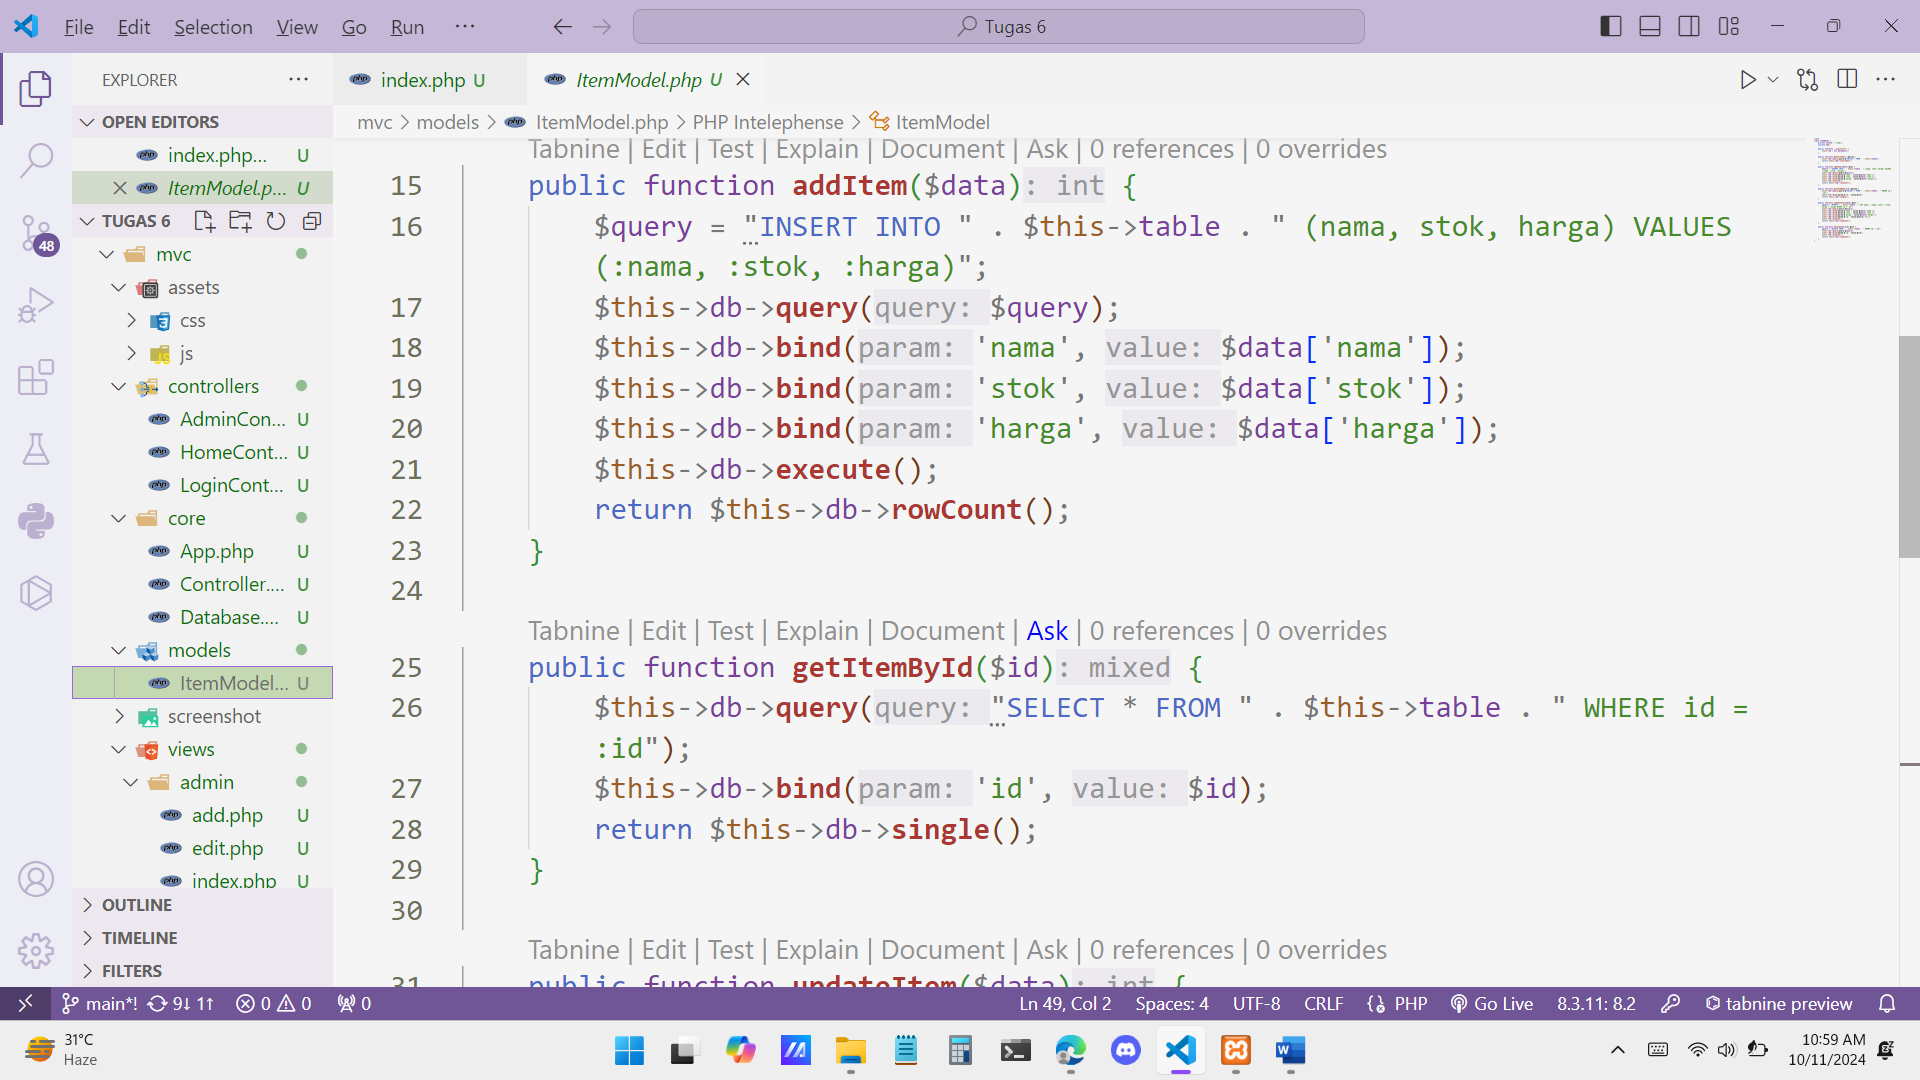 File Edit Selection View Go Run ··· Tugas 6
EXPLORER ···
OPEN EDITORS
index.php... U
ItemModel.p... U
TUGAS 6
mvc
assets
css
js
controllers
AdminCon... U
HomeCont... U
LoginCont... U
core
App.php U
Controller.... U
Database.... U
models
ItemModel... U
screenshot
views
admin
add.php U
edit.php U
index.php U
OUTLINE
TIMELINE
FILTERS
48
index.php U
ItemModel.php U
mvc > models > ItemModel.php > PHP Intelephense > ItemModel
Tabnine | Edit | Test | Explain | Document | Ask | 0 references | 0 overrides
15 public function addItem($data): int {
16 $query = "INSERT INTO " . $this->table . " (nama, stok, harga) VALUES
(:nama, :stok, :harga)";
17 $this->db->query(query: $query);
18 $this->db->bind(param: 'nama', value: $data['nama']);
19 $this->db->bind(param: 'stok', value: $data['stok']);
20 $this->db->bind(param: 'harga', value: $data['harga']);
21 $this->db->execute();
22 return $this->db->rowCount();
23 }
24
Tabnine | Edit | Test | Explain | Document | Ask | 0 references | 0 overrides
25 public function getItemById($id): mixed {
26 $this->db->query(query: "SELECT * FROM " . $this->table . " WHERE id =
:id");
27 $this->db->bind(param: 'id', value: $id);
28 return $this->db->single();
29 }
30
Tabnine | Edit | Test | Explain | Document | Ask | 0 references | 0 overrides
31 public function updateItem($data): int {
main*! 9↓ 1↑ 0 0 0
Ln 49, Col 2 Spaces: 4 UTF-8 CRLF PHP Go Live 8.3.11: 8.2 tabnine preview
31°C
Haze
10:59 AM
10/11/2024